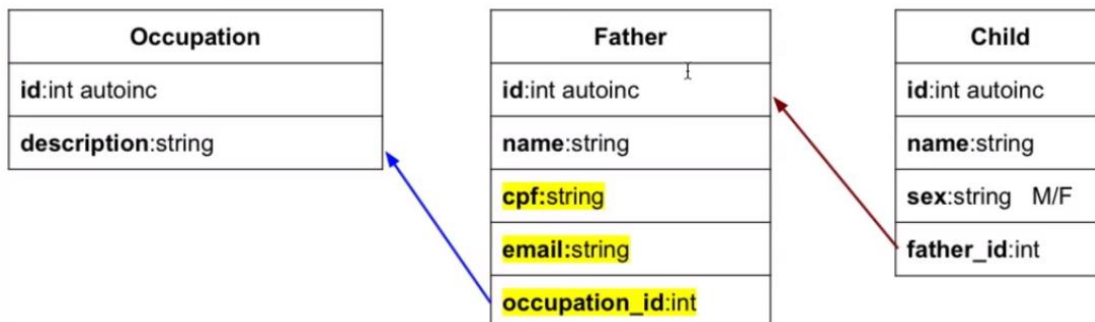 Occupation
id:int autoinc
description:string
Father
id:int autoinc
name:string
cpf:string
email:string
occupation_id:int
Child
id:int autoinc
name:string
sex:string M/F
father_id:int